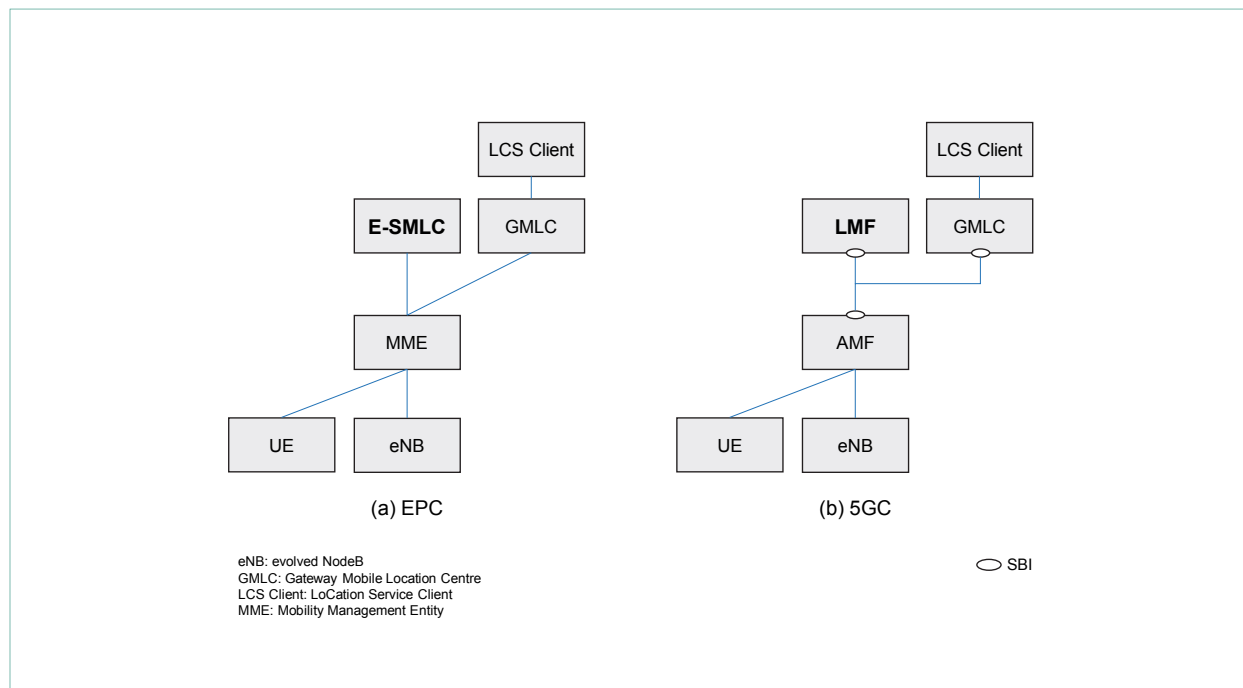 LCS Client
E-SMLC
GMLC
MME
UE
eNB
(a) EPC
LCS Client
LMF
GMLC
AMF
UE
eNB
(b) 5GC
eNB: evolved NodeB
GMLC: Gateway Mobile Location Centre
LCS Client: LoCation Service Client
MME: Mobility Management Entity
SBI